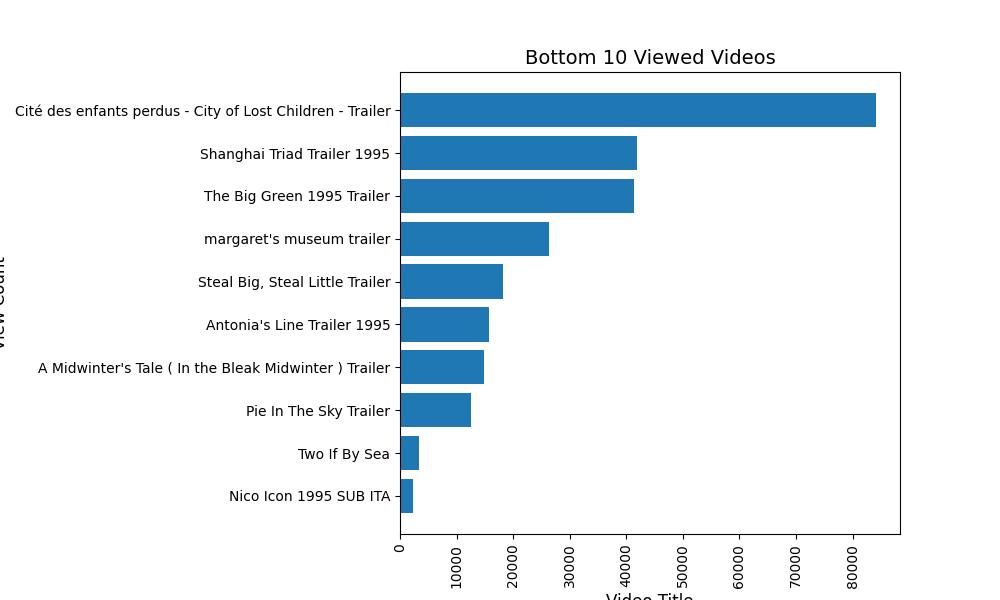 Bottom 10 Viewed Videos
Cité des enfants perdus - City of Lost Children - Trailer
Shanghai Triad Trailer 1995
The Big Green 1995 Trailer
margaret's museum trailer
Steal Big, Steal Little Trailer
Antonia's Line Trailer 1995
A Midwinter's Tale ( In the Bleak Midwinter ) Trailer
Pie In The Sky Trailer
Two If By Sea
Nico Icon 1995 SUB ITA
View Count
0
10000
20000
30000
40000
50000
60000
70000
80000
Video Title